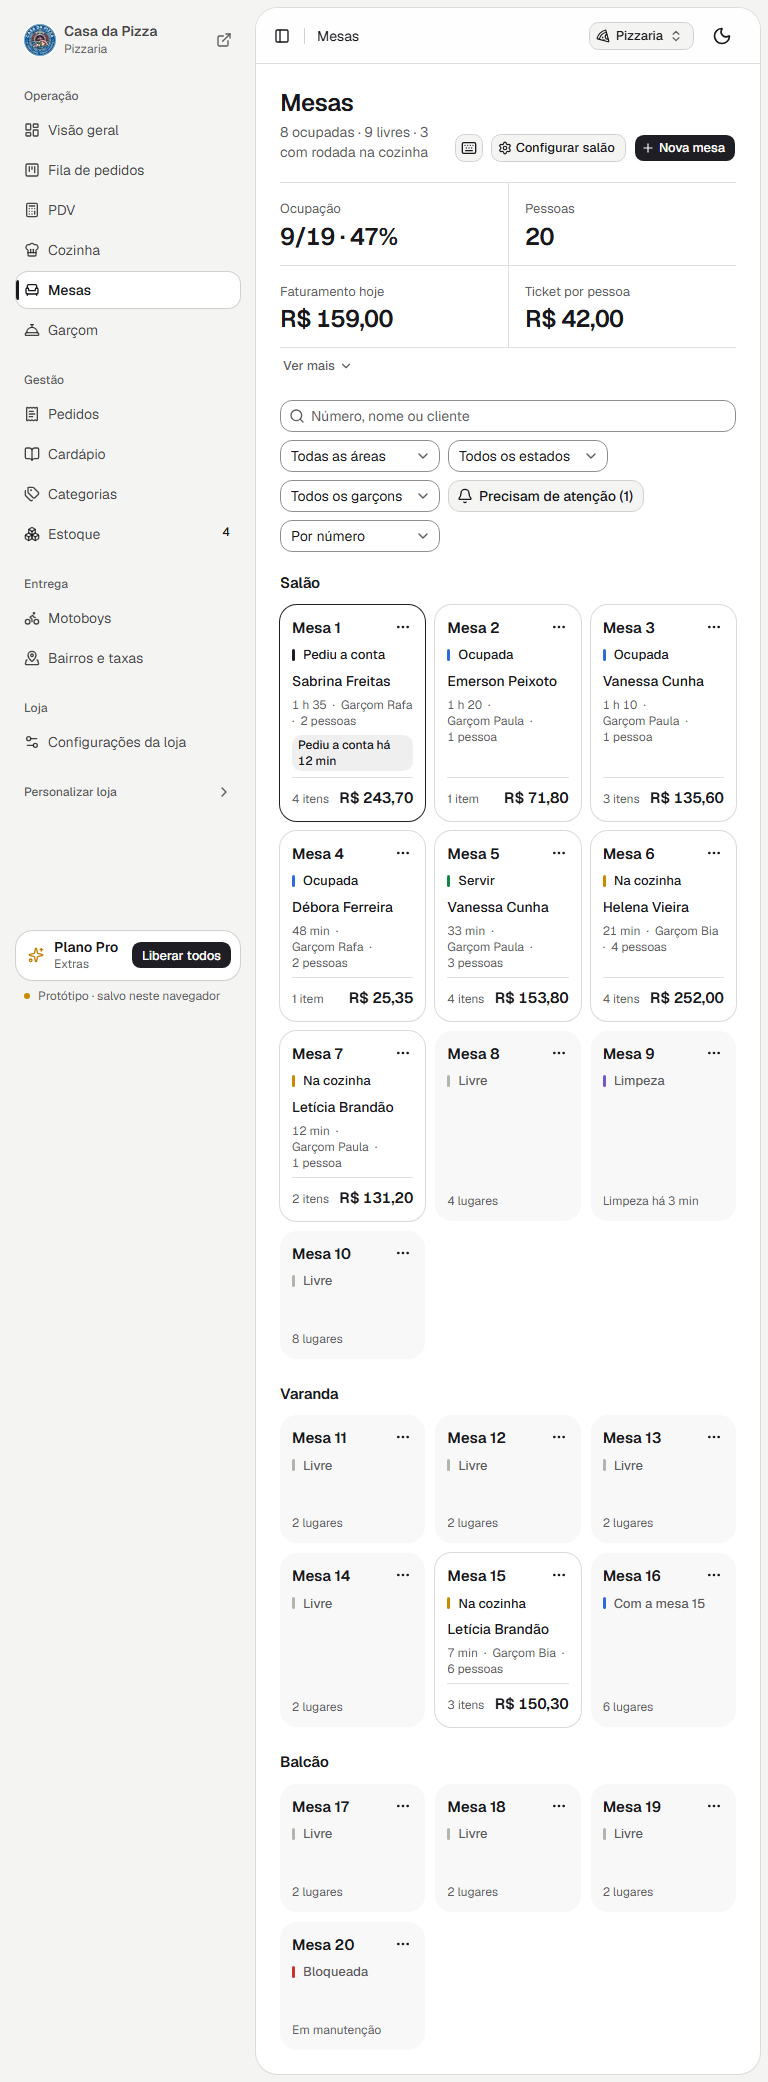 Casa da Pizza
Pizzaria
Operação
Visão geral
Fila de pedidos
PDV
Cozinha
Mesas
Garçom
Gestão
Pedidos
Cardápio
Categorias
Estoque 4
Entrega
Motoboys
Bairros e taxas
Loja
Configurações da loja
Personalizar loja
Plano Pro
Extras
Liberar todos
Protótipo · salvo neste navegador
Mesas
Pizzaria
Mesas
8 ocupadas · 9 livres · 3
com rodada na cozinha
Configurar salão
Nova mesa
Ocupação
9/19 · 47%
Pessoas
20
Faturamento hoje
R$ 159,00
Ticket por pessoa
R$ 42,00
Ver mais
Número, nome ou cliente
Todas as áreas
Todos os estados
Todos os garçons
Precisam de atenção (1)
Por número
Salão
Mesa 1
Pediu a conta
Sabrina Freitas
1 h 35 · Garçom Rafa
· 2 pessoas
Pediu a conta há
12 min
4 itens R$ 243,70
Mesa 2
Ocupada
Emerson Peixoto
1 h 20 ·
Garçom Paula ·
1 pessoa
1 item R$ 71,80
Mesa 3
Ocupada
Vanessa Cunha
1 h 10 ·
Garçom Paula ·
1 pessoa
3 itens R$ 135,60
Mesa 4
Ocupada
Débora Ferreira
48 min ·
Garçom Rafa ·
2 pessoas
1 item R$ 25,35
Mesa 5
Servir
Vanessa Cunha
33 min ·
Garçom Paula ·
3 pessoas
4 itens R$ 153,80
Mesa 6
Na cozinha
Helena Vieira
21 min · Garçom Bia
· 4 pessoas
4 itens R$ 252,00
Mesa 7
Na cozinha
Letícia Brandão
12 min ·
Garçom Paula ·
1 pessoa
2 itens R$ 131,20
Mesa 8
Livre
4 lugares
Mesa 9
Limpeza
Limpeza há 3 min
Mesa 10
Livre
8 lugares
Varanda
Mesa 11
Livre
2 lugares
Mesa 12
Livre
2 lugares
Mesa 13
Livre
2 lugares
Mesa 14
Livre
2 lugares
Mesa 15
Na cozinha
Letícia Brandão
7 min · Garçom Bia ·
6 pessoas
3 itens R$ 150,30
Mesa 16
Com a mesa 15
6 lugares
Balcão
Mesa 17
Livre
2 lugares
Mesa 18
Livre
2 lugares
Mesa 19
Livre
2 lugares
Mesa 20
Bloqueada
Em manutenção